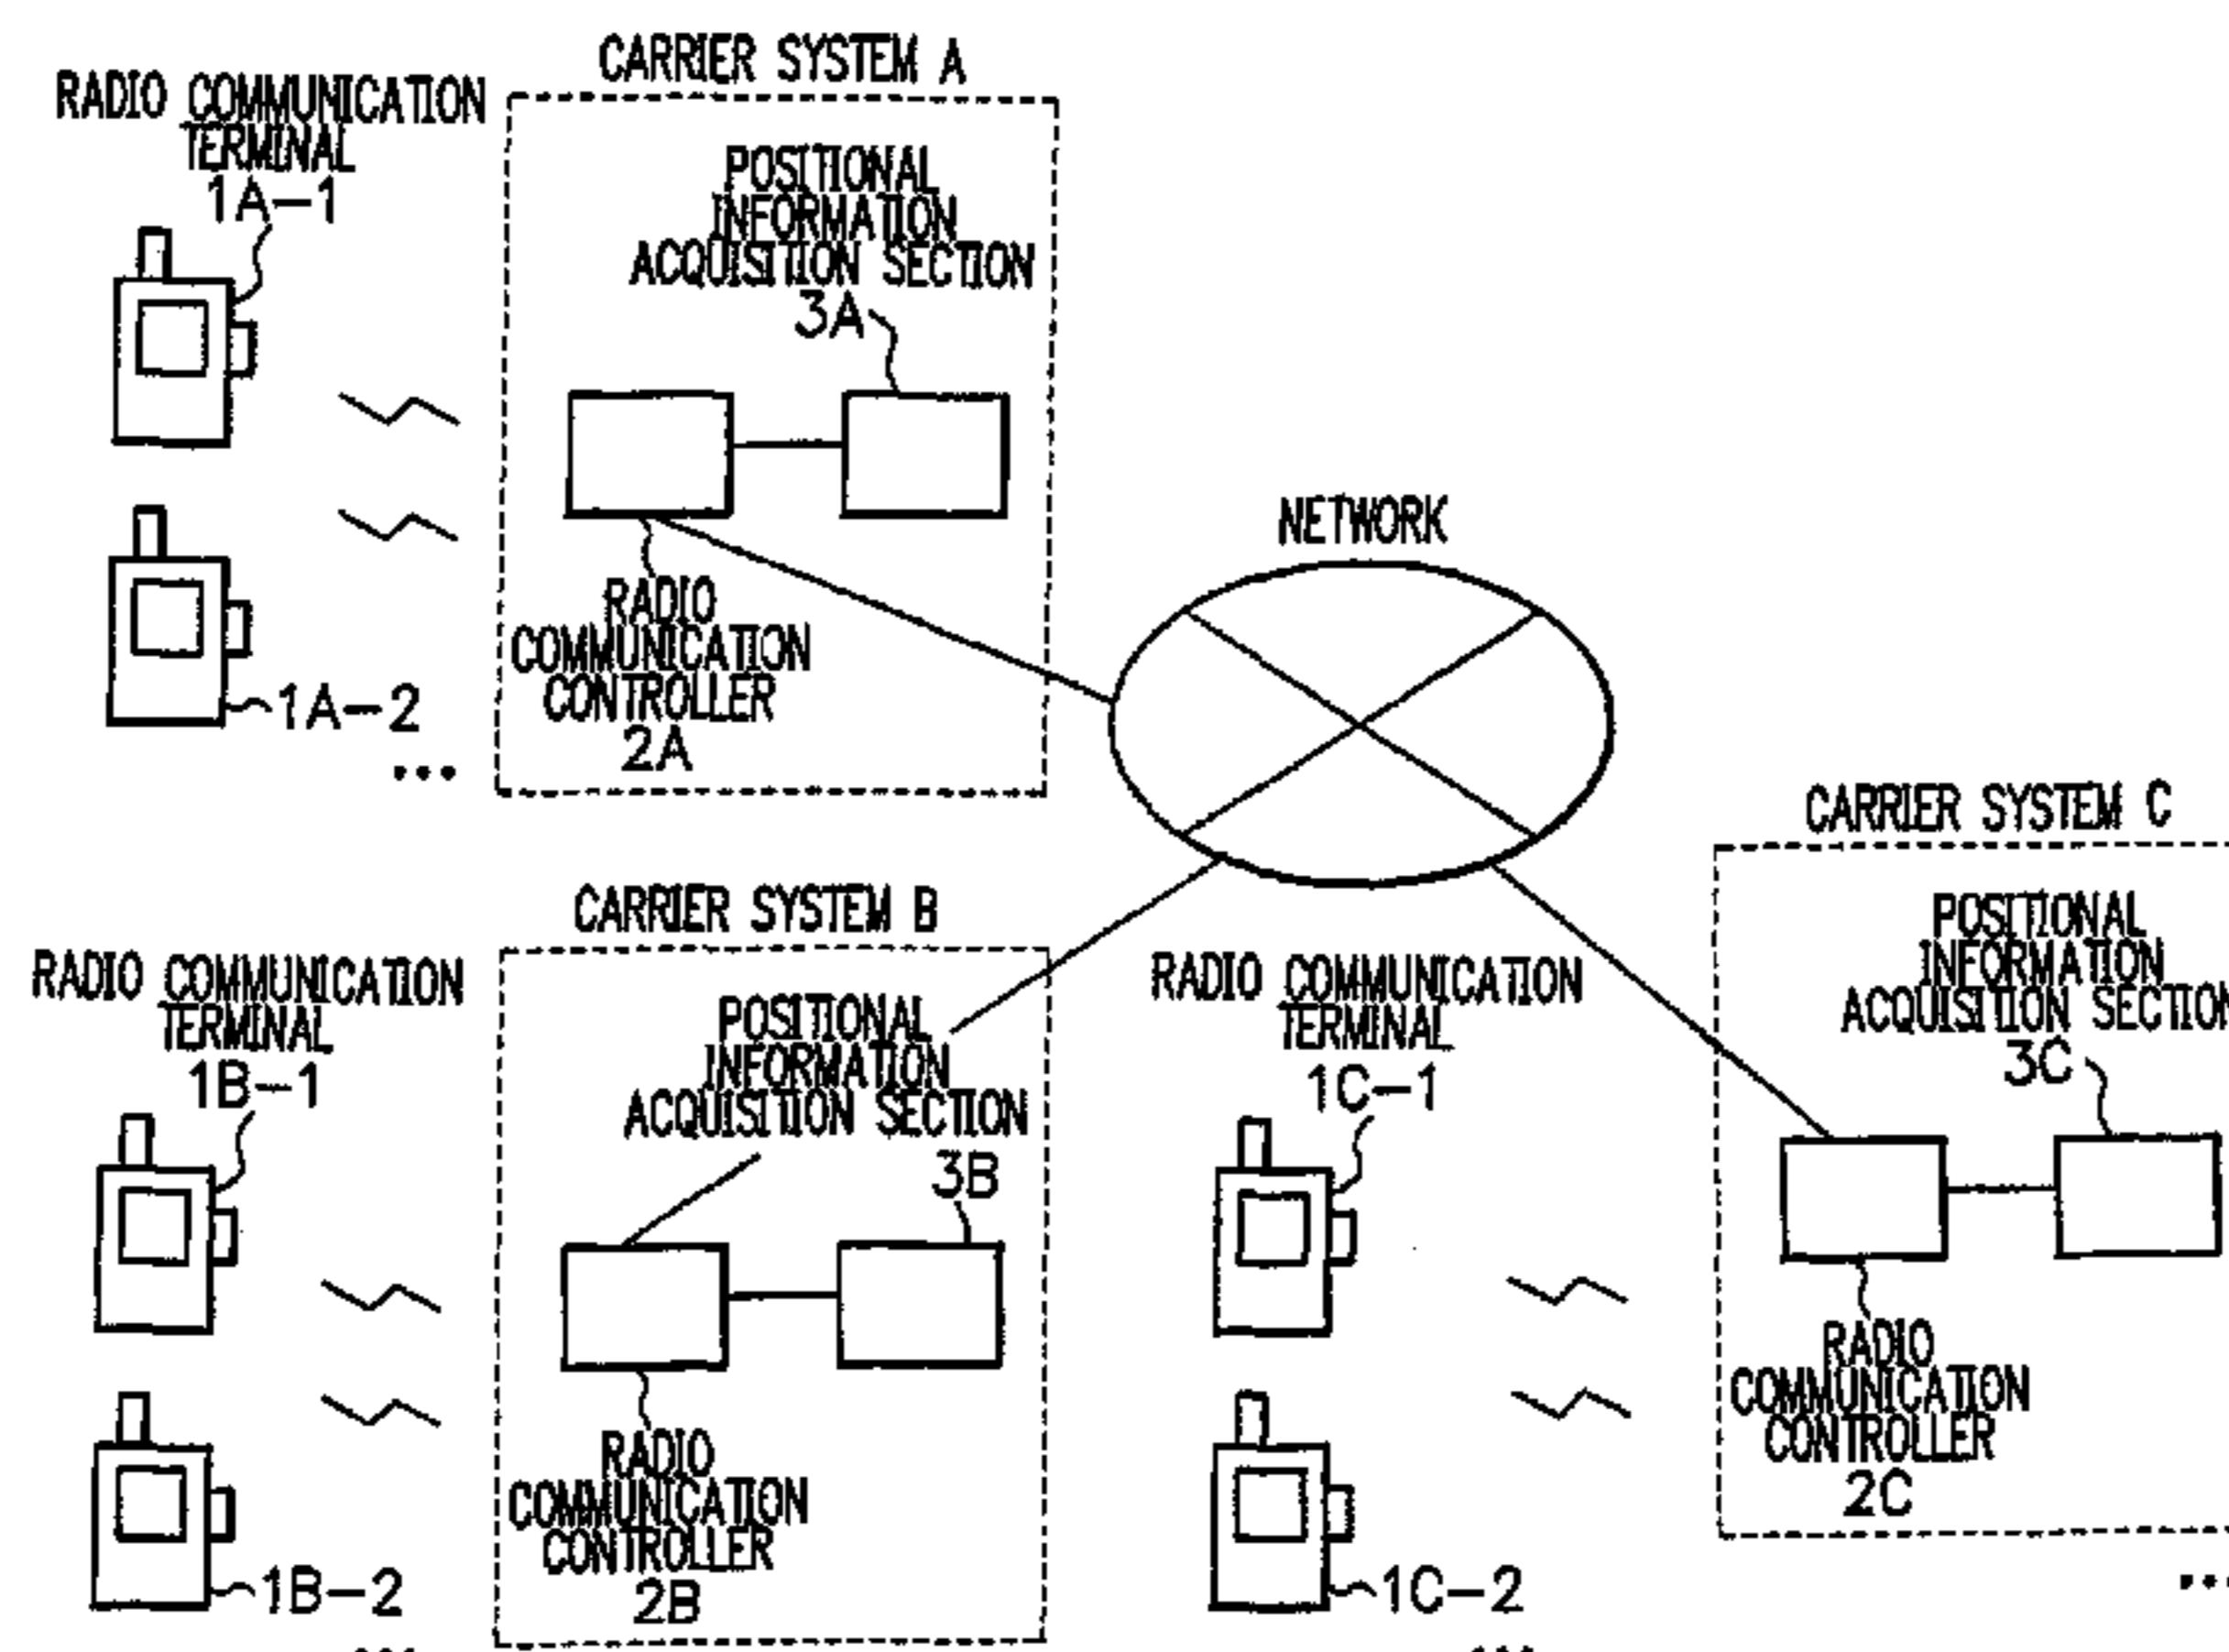 CARRIER SYSTEM A
RADIO COMMUNICATION
TERMINAL
1A-1
POSITIONAL
INFORMATION
ACQUISITION SECTION
3A
1A-2
...
RADIO
COMMUNICATION
CONTROLLER
2A
NETWORK
CARRIER SYSTEM B
RADIO COMMUNICATION
TERMINAL
1B-1
POSITIONAL
INFORMATION
ACQUISITION SECTION
3B
1B-2
RADIO
COMMUNICATION
CONTROLLER
2B
RADIO COMMUNICATION
TERMINAL
1C-1
1C-2
CARRIER SYSTEM C
POSITIONAL
INFORMATION
ACQUISITION SECTION
3C
RADIO
COMMUNICATION
CONTROLLER
2C
...